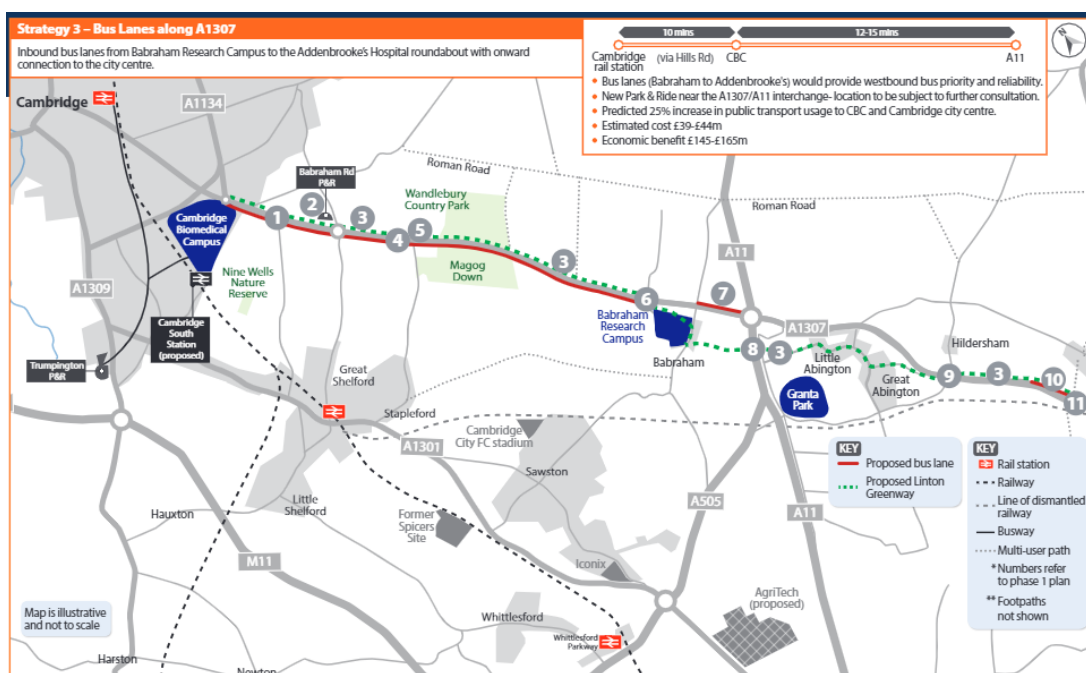 Strategy 3 – Bus Lanes along A1307
Inbound bus lanes from Babraham Research Campus to the Addenbrooke's Hospital roundabout with onward
connection to the city centre.
10 mins
12-15 mins
Cambridge
rail station
(via Hills Rd)
CBC
A11
• Bus lanes (Babraham to Addenbrooke's) would provide westbound bus priority and reliability.
• New Park & Ride near the A1307/A11 interchange- location to be subject to further consultation.
• Predicted 25% increase in public transport usage to CBC and Cambridge city centre.
• Estimated cost £39-£44m
• Economic benefit £145-£165m
Cambridge
A1134
Roman Road
Babraham Rd
P&R
Wandlebury
Country Park
Roman Road
1
2
3
4
5
Cambridge
Biomedical
Campus
A11
Nine Wells
Nature
Reserve
Magog
Down
3
A1309
6
7
Babraham
Research
Campus
Cambridge
South
Station
(proposed)
A1307
Hildersham
Trumpington
P&R
Great
Shelford
Babraham
8
3
Little
Abington
Great
Abington
9
3
10
11
Granta
Park
Stapleford
Cambridge
City FC stadium
A1301
Sawston
KEY
Proposed bus lane
Proposed Linton
Greenway
KEY
Rail station
Railway
Line of dismantled
railway
Busway
Multi-user path
*Numbers refer
to phase 1 plan
**Footpaths
not shown
Little
Shelford
Hauxton
A505
A11
Former
Spicers
Site
M11
Iconix
AgriTech
(proposed)
Map is illustrative
and not to scale
Whittlesford
Whittlesford
Parkway
Harston
Newton